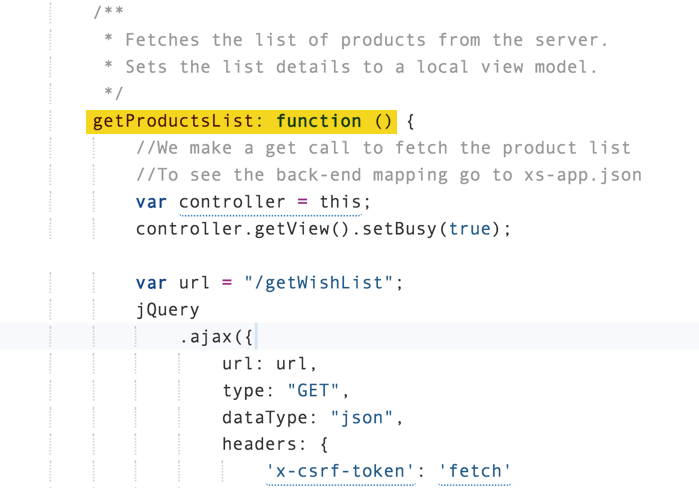 /**
* Fetches the list of products from the server.
* Sets the list details to a local view model.
*/
getProductsList: function () {
//We make a get call to fetch the product list
//To see the back-end mapping go to xs-app.json
var controller = this;
controller.getView().setBusy(true);
var url = "/getWishList";
jQuery
.ajax({
url: url,
type: "GET",
dataType: "json",
headers: {
'x-csrf-token': 'fetch'